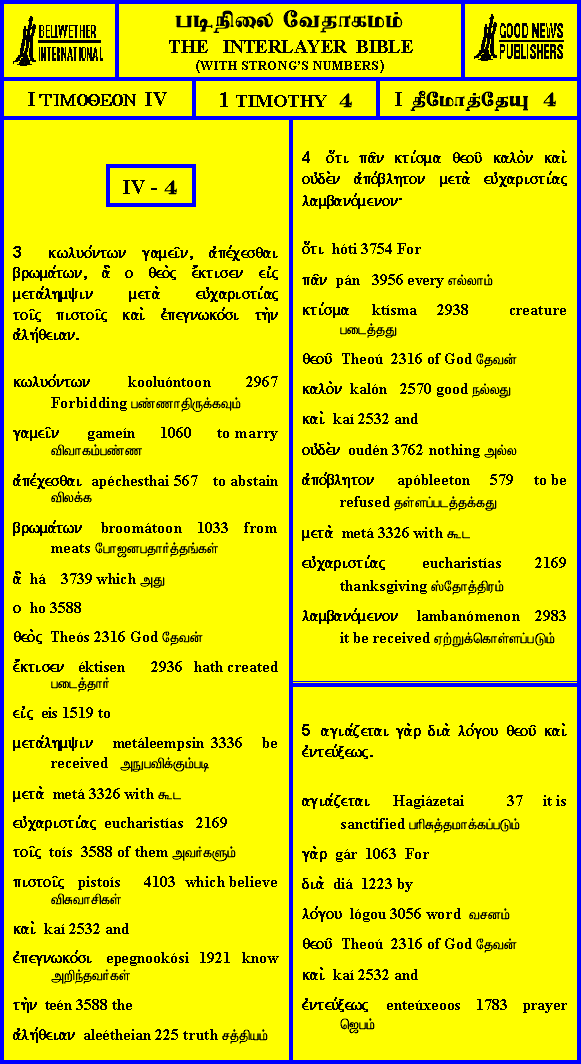 BELLWETHER
INTERNATIONAL
படிநிலை வேதாகமம்
THE INTERLAYER BIBLE
(WITH STRONG'S NUMBERS)
GOOD NEWS
PUBLISHERS
I ΤΙΜΟΘΕΟΝ IV
1 TIMOTHY 4
I தீமோத்தேயு 4
IV - 4
3 κωλυόντων γαμεῖν, ἀπέχεσθαι
βρωμάτων, ἃ ο θεὸς ἔκτισεν εἰς
μετάλημψιν μετὰ εὐχαριστίας
τοῖς πιστοῖς καὶ ἐπεγνωκόσι τὴν
ἀλήθειαν.
κωλυόντων kooluóntoon 2967
Forbidding பண்ணாதிருக்கவும்
γαμεῖν gameín 1060 to marry
விவாகம்பண்ண
ἀπέχεσθαι apéchesthai 567 to abstain
விலக்க
βρωμάτων broomátoon 1033 from
meats போஜனபதார்த்தங்கள்
ἃ há 3739 which அது
ο ho 3588
θεὸς Theós 2316 God தேவன்
ἔκτισεν éktisen 2936 hath created
படைத்தார்
εἰς eis 1519 to
μετάλημψιν metáleempsin 3336 be
received அநுபவிக்கும்படி
μετὰ metá 3326 with கூட
εὐχαριστίας eucharistías 2169
τοῖς toís 3588 of them அவர்களும்
πιστοῖς pistoís 4103 which believe
விசுவாசிகள்
καὶ kaí 2532 and
ἐπεγνωκόσι epegnookósi 1921 know
அறிந்தவர்கள்
τὴν teén 3588 the
ἀλήθειαν aleétheian 225 truth சத்தியம்
4 ὅτι πᾶν κτίσμα θεοῦ καλὸν καὶ
οὐδὲν ἀπόβλητον μετὰ εὐχαριστίας
λαμβανόμενον·
ὅτι hóti 3754 For
πᾶν pán 3956 every எல்லாம்
κτίσμα ktísma 2938 creature
படைத்தது
θεοῦ Theoú 2316 of God தேவன்
καλὸν kalón 2570 good நல்லது
καὶ kaí 2532 and
οὐδὲν oudén 3762 nothing அல்ல
ἀπόβλητον apóbleeton 579 to be
refused தள்ளப்படத்தக்கது
μετὰ metá 3326 with கூட
εὐχαριστίας eucharistías 2169
thanksgiving ஸ்தோத்திரம்
λαμβανόμενον lambanómenon 2983
it be received ஏற்றுக்கொள்ளப்படும்
5 αγιάζεται γὰρ διὰ λόγου θεοῦ καὶ
ἐντεύξεως.
αγιάζεται Hagiázetai 37 it is
sanctified பரிசுத்தமாக்கப்படும்
γὰρ gár 1063 For
διὰ diá 1223 by
λόγου lógou 3056 word வசனம்
θεοῦ Theoú 2316 of God தேவன்
καὶ kaí 2532 and
ἐντεύξεως enteúxeoos 1783 prayer
ஜெபம்